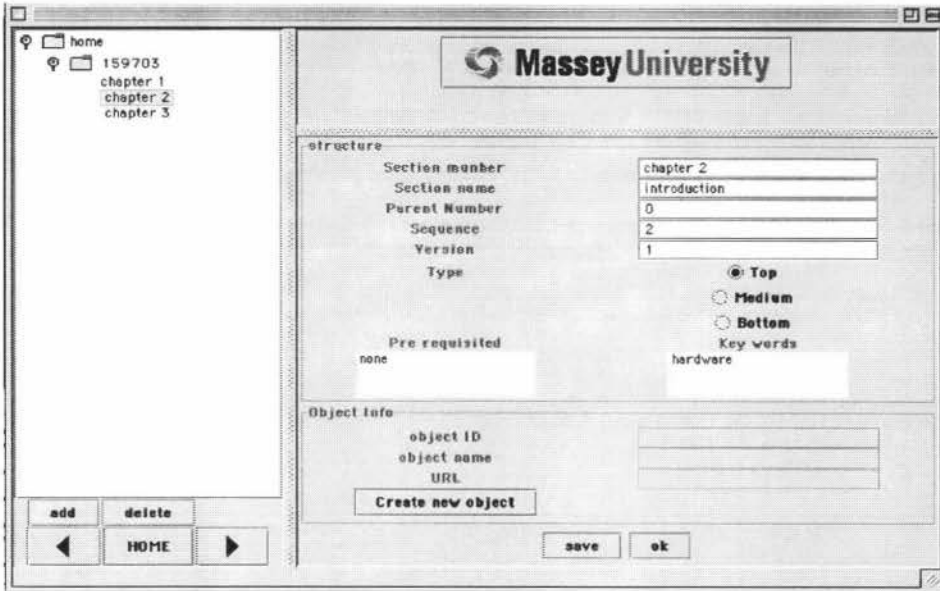 home
159703
chapter 1
chapter 2
chapter 3
add
delete
HOME
Massey University
structure
Section munber
chapter 2
Section name
introduction
Parent Number
0
Sequence
2
Version
1
Type
Top
Medium
Bottom
Pre requisited
Key words
none
hardware
Object Info
object ID
object name
URL
Create new object
save
ok